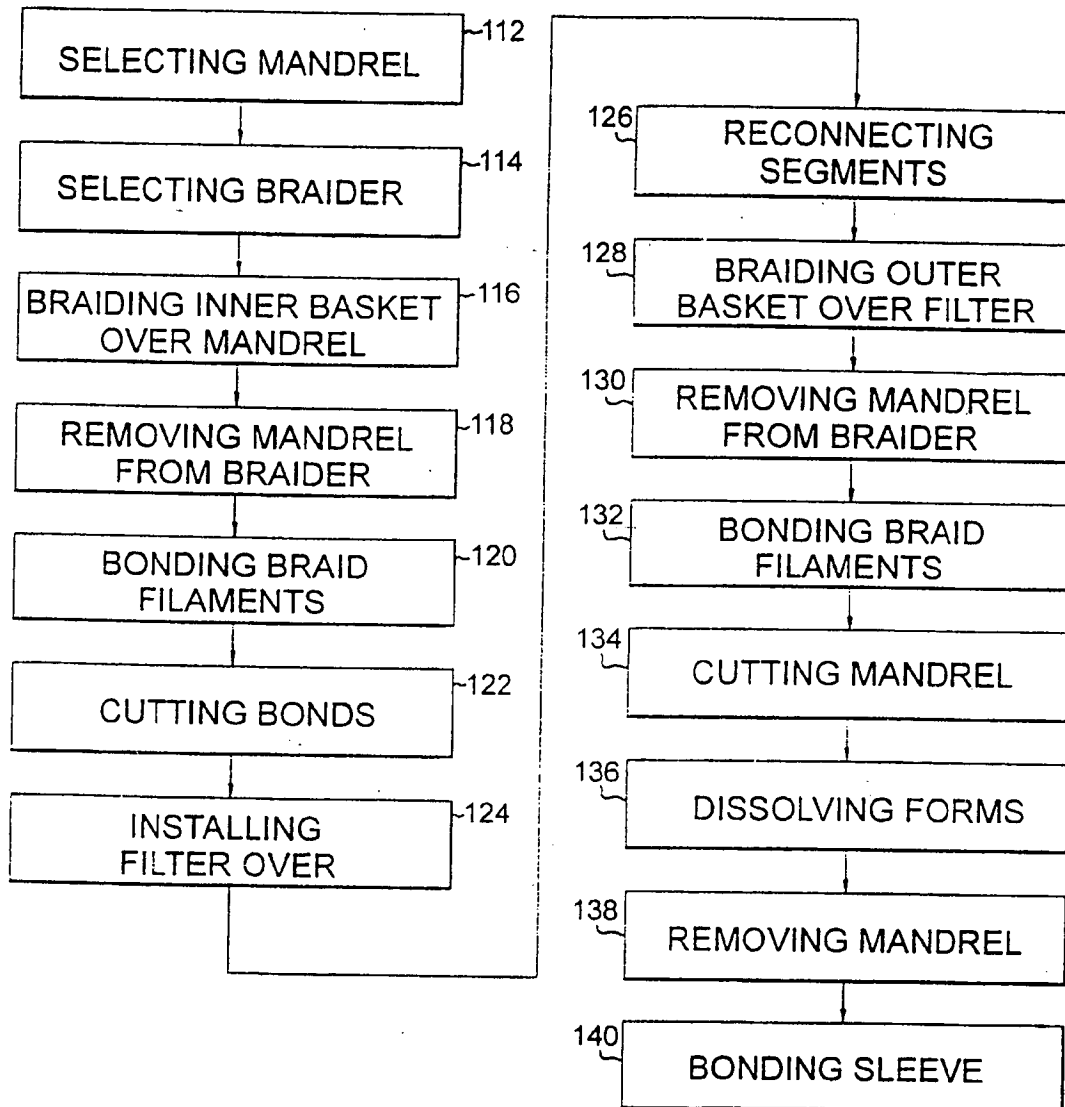 SELECTING MANDREL
112
SELECTING BRAIDER
114
BRAIDING INNER BASKET
OVER MANDREL
116
REMOVING MANDREL
FROM BRAIDER
118
BONDING BRAID
FILAMENTS
120
CUTTING BONDS
122
INSTALLING
FILTER OVER
124
126
RECONNECTING
SEGMENTS
128
BRAIDING OUTER
BASKET OVER FILTER
130
REMOVING MANDREL
FROM BRAIDER
132
BONDING BRAID
FILAMENTS
134
CUTTING MANDREL
136
DISSOLVING FORMS
138
REMOVING MANDREL
140
BONDING SLEEVE